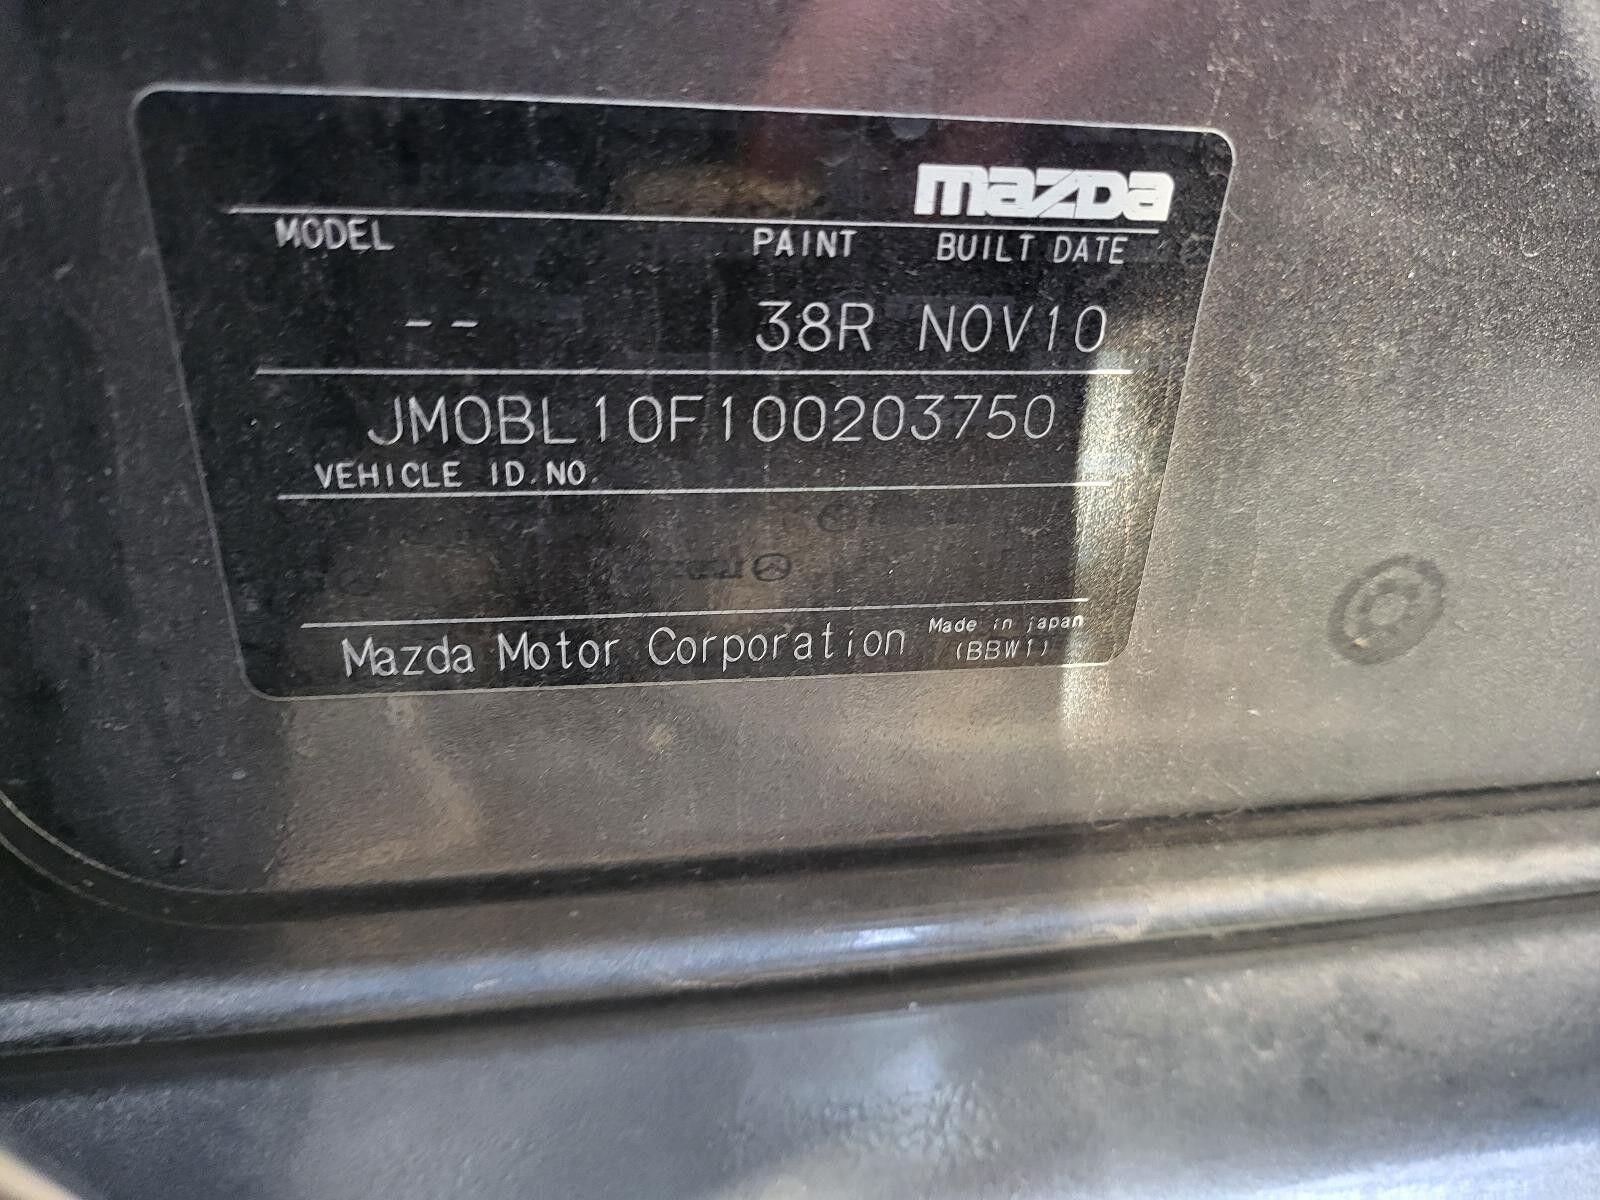 mazda
MODEL PAINT BUILT DATE
-- 38R NOV10
JM0BL10F100203750
VEHICLE ID.NO.
Mazda Motor Corporation Made in japan
(BBW1)